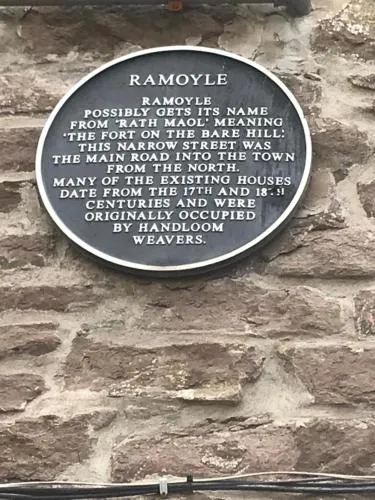 RAMOYLE
RAMOYLE
POSSIBLY GETS ITS NAME
FROM 'RATH MAOL' MEANING
'THE FORT ON THE BARE HILL'.
THIS NARROW STREET WAS
THE MAIN ROAD INTO THE TOWN
FROM THE NORTH.
MANY OF THE EXISTING HOUSES
DATE FROM THE 17TH AND 18TH
CENTURIES AND WERE
ORIGINALLY OCCUPIED
BY HANDLOOM
WEAVERS.